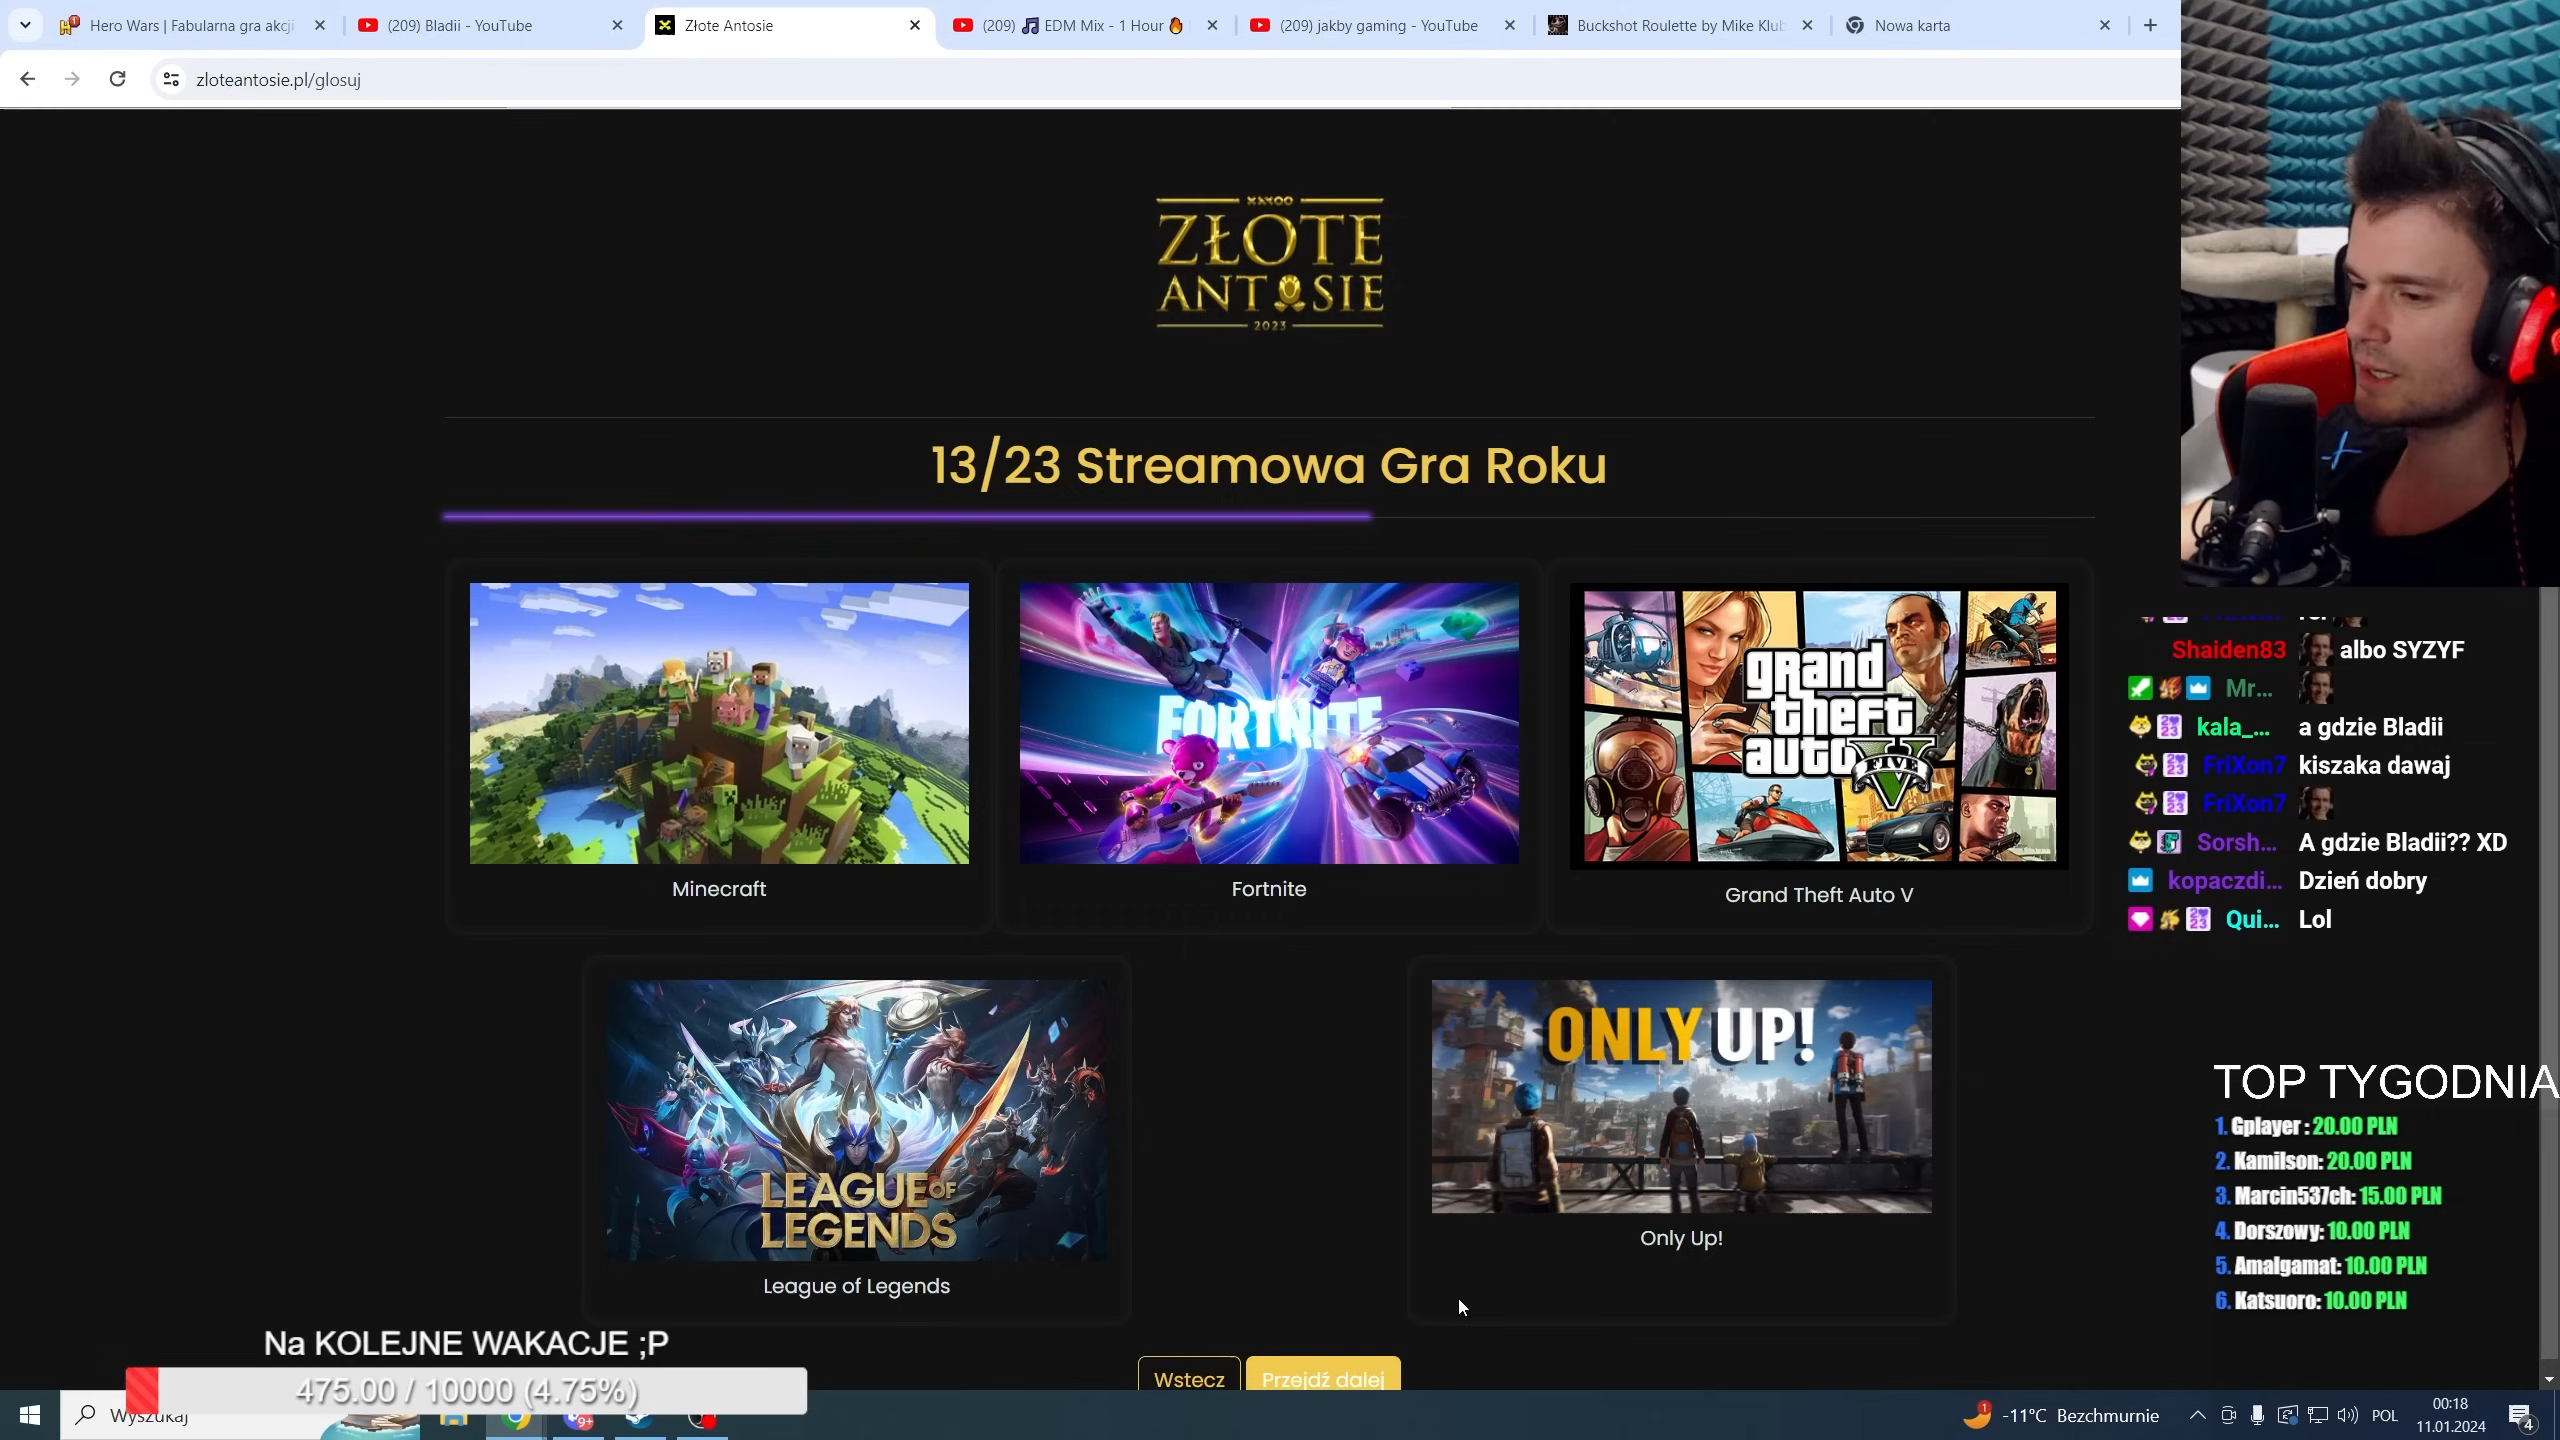 Hero Wars | Fabularna gra akcji
(209) Bladii - YouTube
Złote Antosie
(209) 🎵 EDM Mix - 1 Hour 🔥
(209) jakby gaming - YouTube
Buckshot Roulette by Mike Klub
Nowa karta
zloteantosie.pl/glosuj
ZŁOTE
ANTOSIE
2023
13/23 Streamowa Gra Roku
FORTNITE
grand
theft
auto
FIVE
Minecraft
Fortnite
Grand Theft Auto V
LEAGUE OF
LEGENDS
ONLY UP!
League of Legends
Only Up!
Wstecz
Przejdź dalej
Shaiden83 albo SYZYF
Mr...
kala_... a gdzie Bladii
FriXon7 kiszaka dawaj
FriXon7
Sorsh... A gdzie Bladii?? XD
kopaczdi... Dzień dobry
Qui... Lol
TOP TYGODNIA
1. Gplayer : 20.00 PLN
2. Kamilson: 20.00 PLN
3. Marcin537ch: 15.00 PLN
4. Dorszowy: 10.00 PLN
5. Amalgamat: 10.00 PLN
6. Katsuoro: 10.00 PLN
Na KOLEJNE WAKACJE ;P
475.00 / 10000 (4.75%)
Wyszukaj
9+
1
-11°C Bezchmurnie
POL
00:18
11.01.2024
4